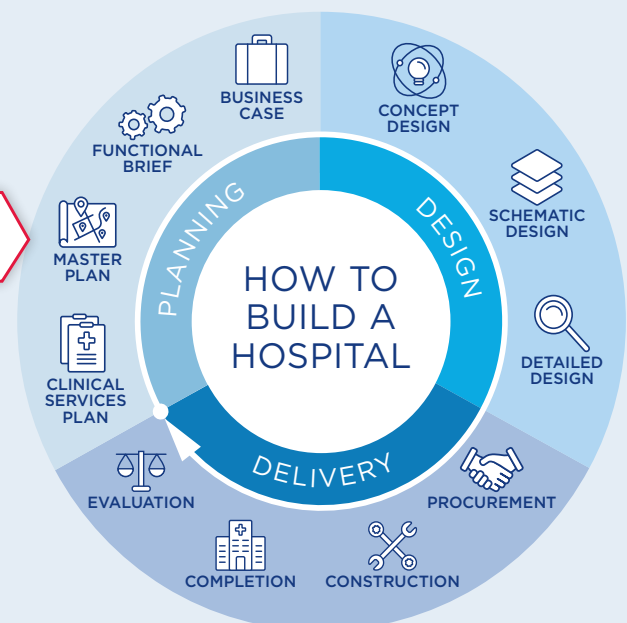 HOW TO
BUILD A
HOSPITAL
PLANNING
CLINICAL
SERVICES
PLAN
MASTER
PLAN
FUNCTIONAL
BRIEF
BUSINESS
CASE
DESIGN
CONCEPT
DESIGN
SCHEMATIC
DESIGN
DETAILED
DESIGN
DELIVERY
PROCUREMENT
CONSTRUCTION
COMPLETION
EVALUATION